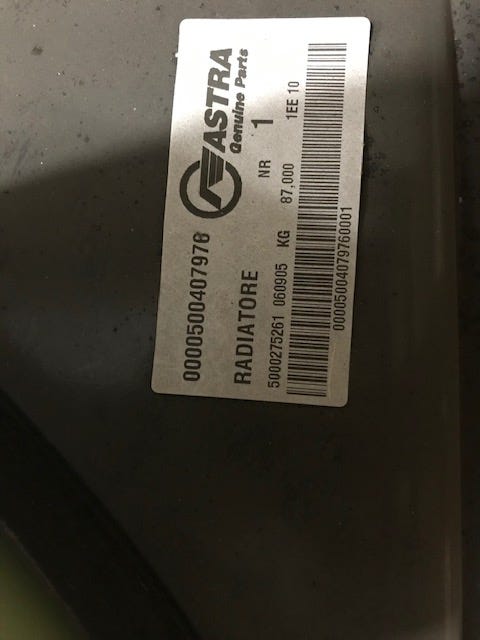 ASTRA
Genuine Parts
0000500407976
NR 1
RADIATORE
5000275261 060905 KG 87,000 1EE 10
00005004079760001